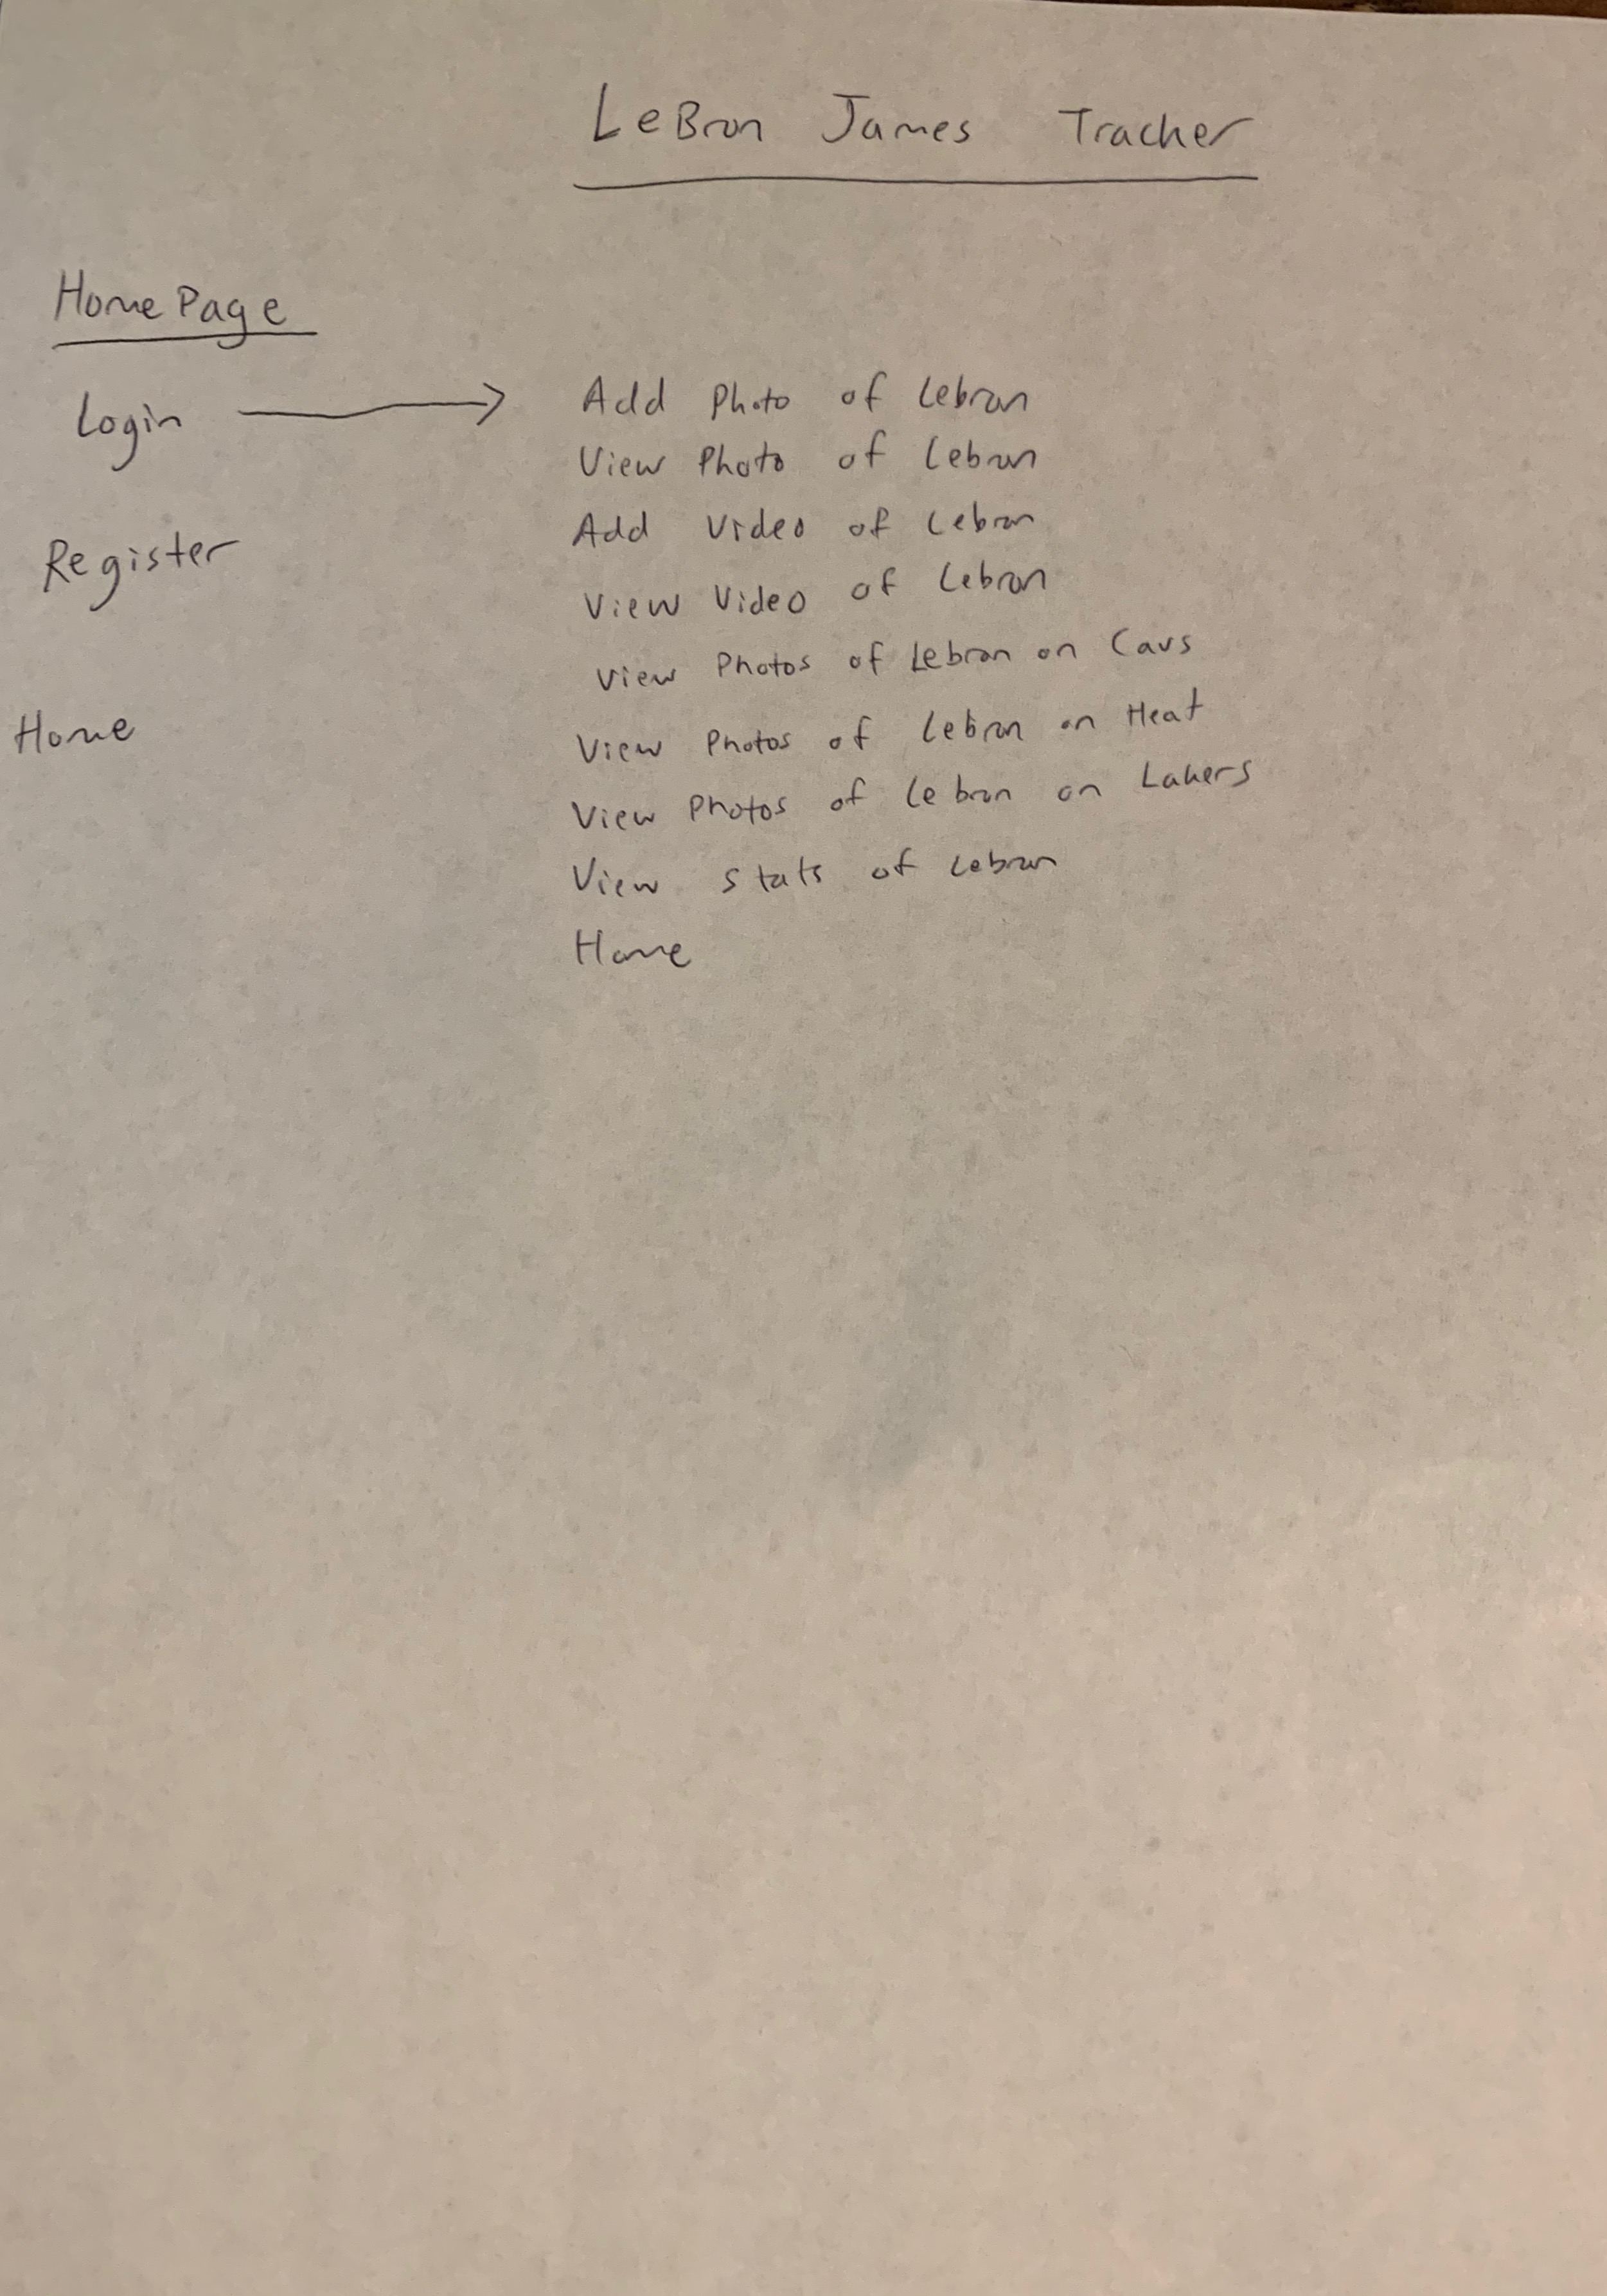 LeBron James Tracker
Home Page
Login → Add Photo of Lebron
View Photo of Lebron
Add Video of Lebron
Register
View Video of Lebron
View Photos of Lebron on Cavs
Home
View Photos of Lebron on Heat
View Photos of Lebron on Lakers
View stats of Lebron
Home